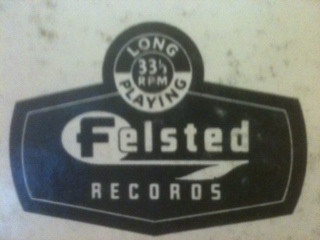 LONG
33⅓
RPM
PLAYING
Felsted
RECORDS